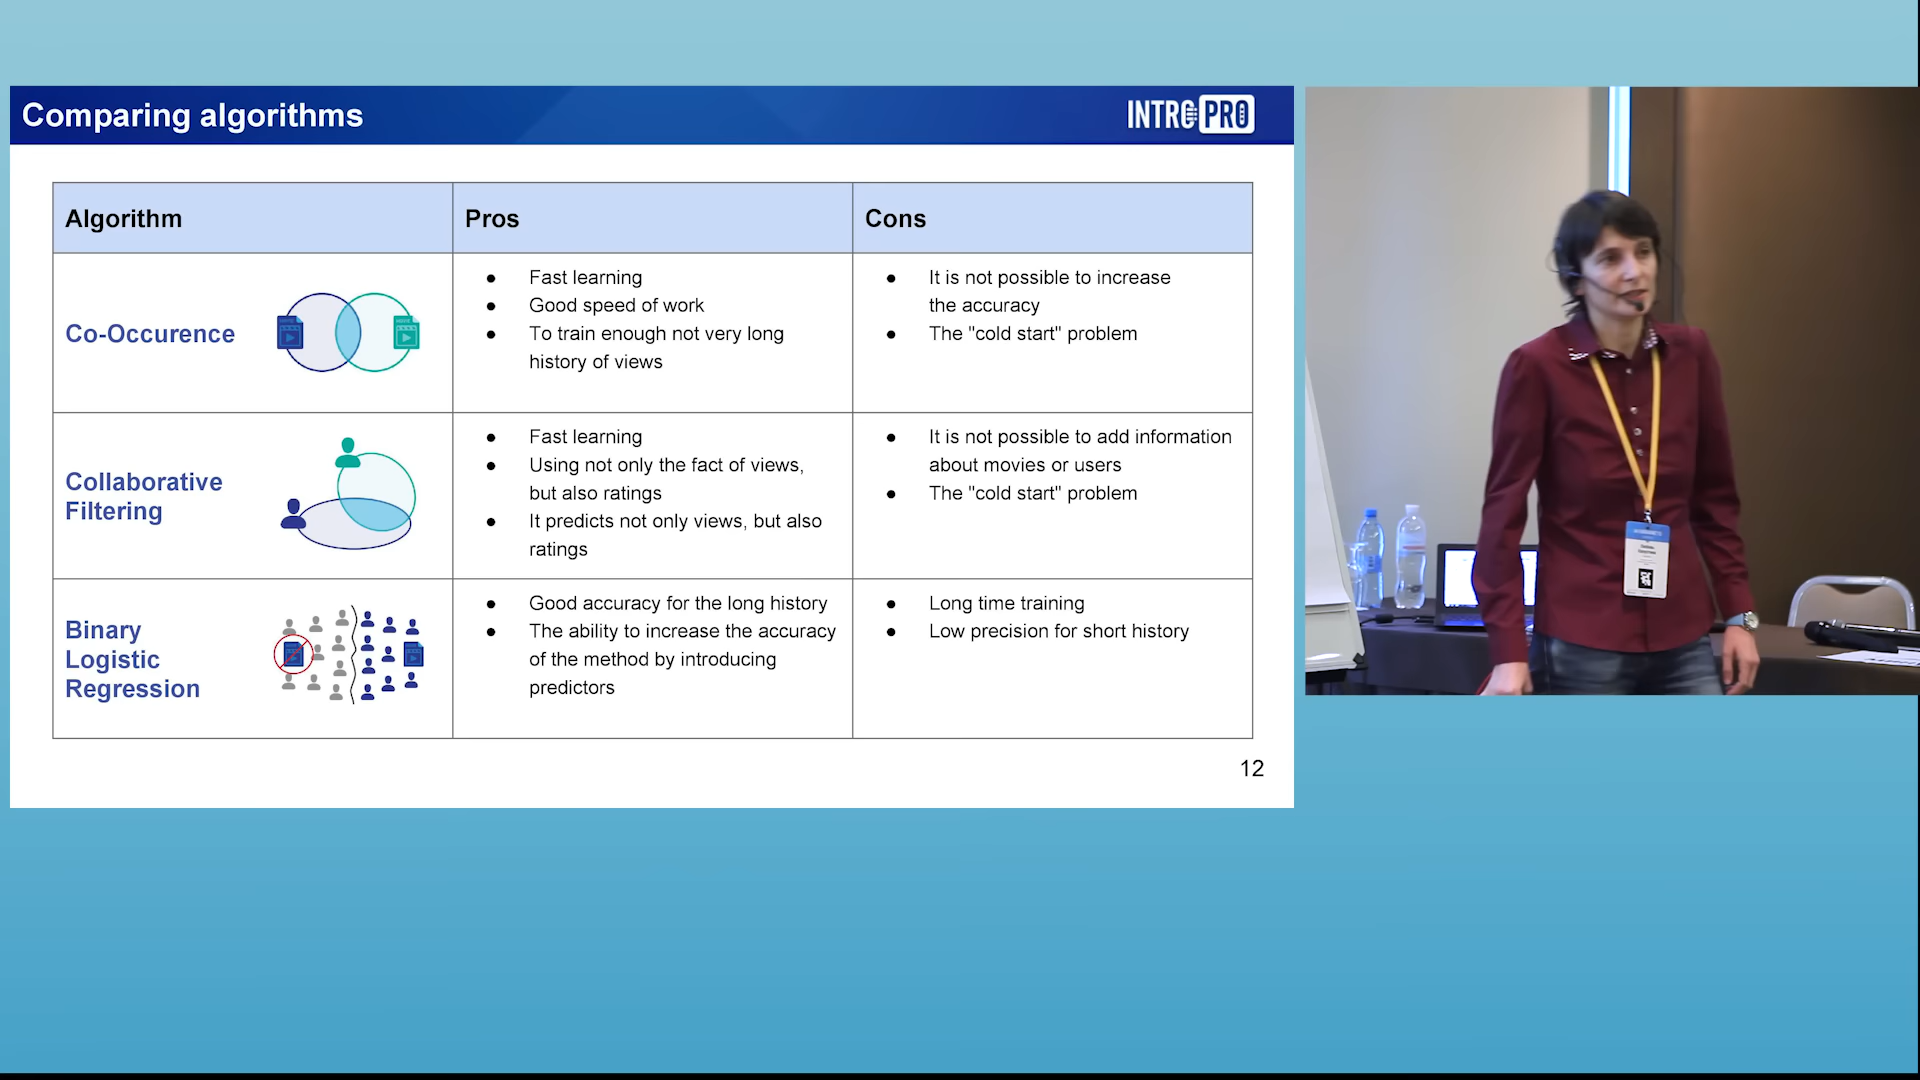 Comparing algorithms
INTROPRO
Algorithm
Pros
Cons
Co-Occurence
● Fast learning
● Good speed of work
● To train enough not very long
history of views
● It is not possible to increase
the accuracy
● The "cold start" problem
Collaborative
Filtering
● Fast learning
● Using not only the fact of views,
but also ratings
● It predicts not only views, but also
ratings
● It is not possible to add information
about movies or users
● The "cold start" problem
Binary
Logistic
Regression
● Good accuracy for the long history
● The ability to increase the accuracy
of the method by introducing
predictors
● Long time training
● Low precision for short history
12